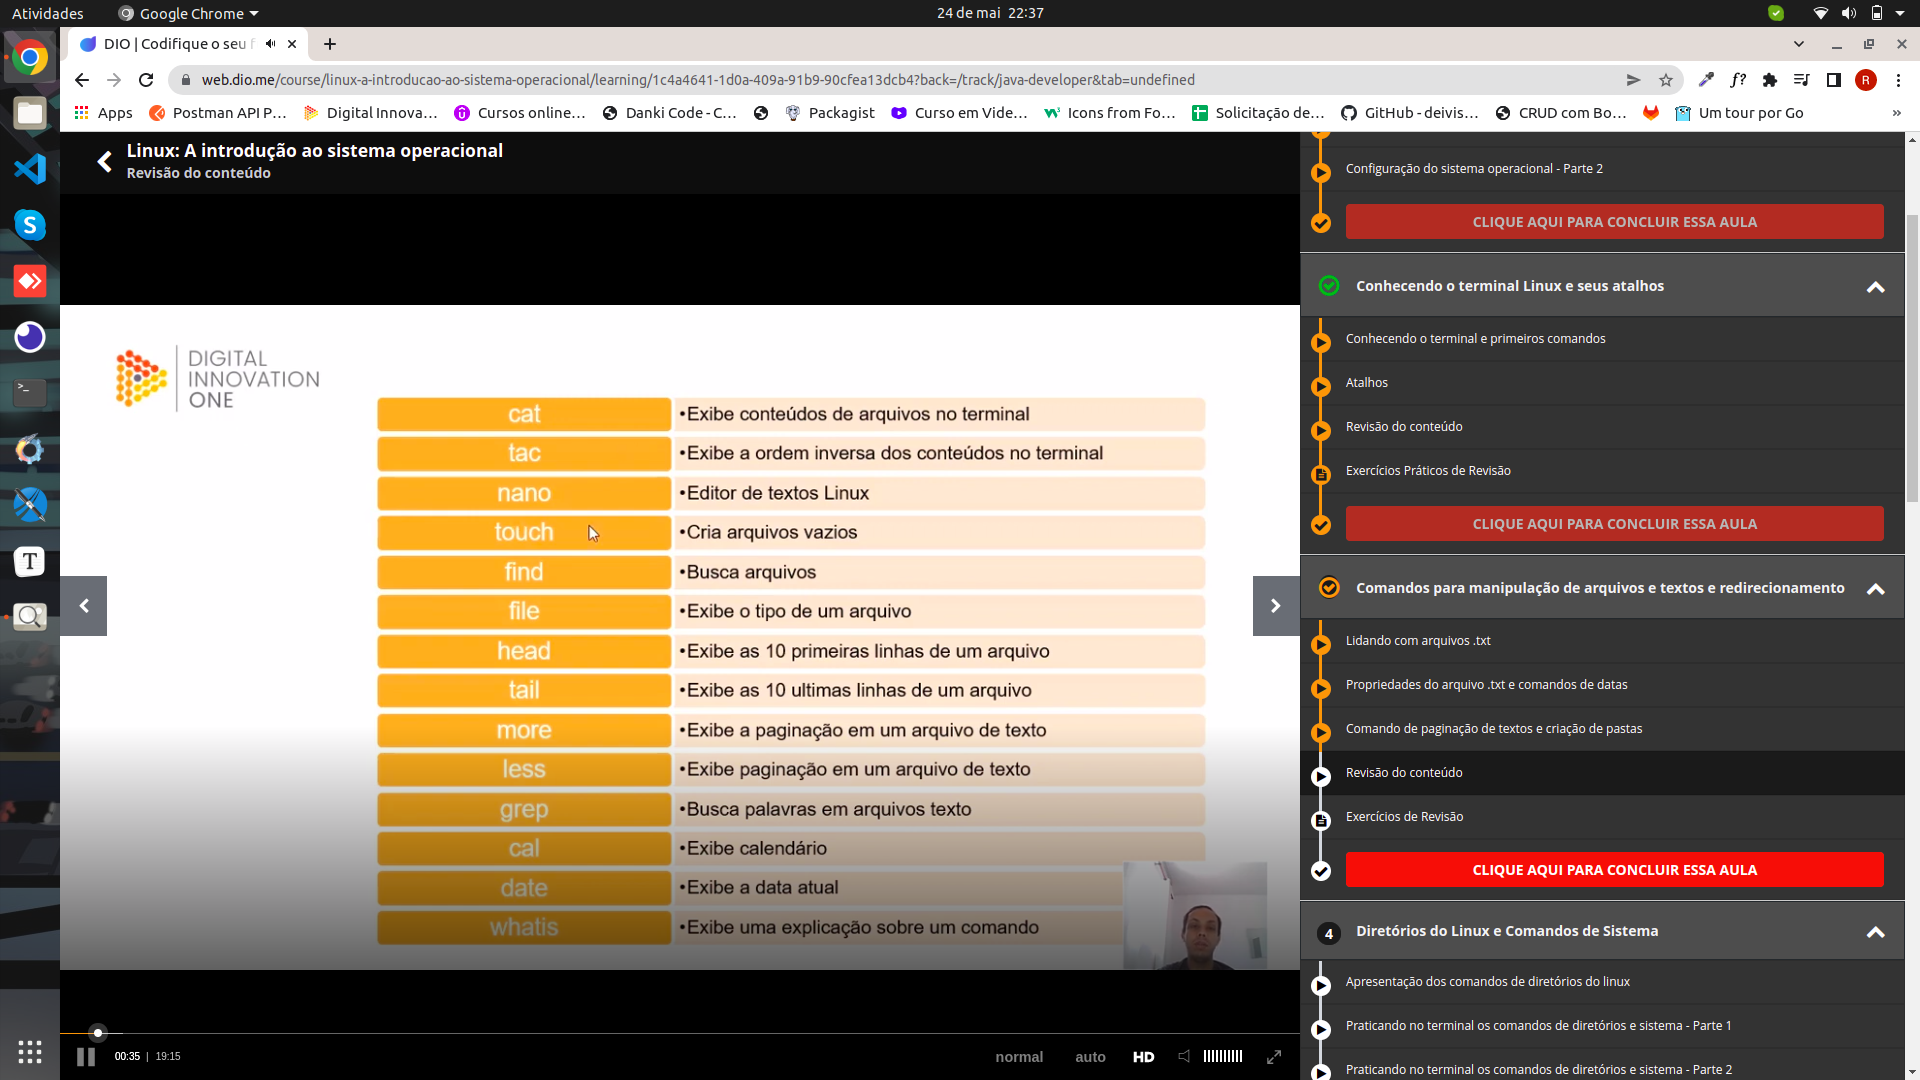 Atividades
Google Chrome
24 de mai 22:37
DIO | Codifique o seu f
web.dio.me/course/linux-a-introducao-ao-sistema-operacional/learning/1c4a4641-1d0a-409a-91b9-90cfea13dcb4?back=/track/java-developer&tab=undefined
f?
R
Apps
Postman API P...
Digital Innova...
Cursos online...
Danki Code - C...
Packagist
Curso em Vide...
Icons from Fo...
Solicitação de...
GitHub - deivis...
CRUD com Bo...
Um tour por Go
»
Linux: A introdução ao sistema operacional
Revisão do conteúdo
DIGITAL
INNOVATION
ONE
cat
•Exibe conteúdos de arquivos no terminal
tac
•Exibe a ordem inversa dos conteúdos no terminal
nano
•Editor de textos Linux
touch
•Cria arquivos vazios
find
•Busca arquivos
file
•Exibe o tipo de um arquivo
head
•Exibe as 10 primeiras linhas de um arquivo
tail
•Exibe as 10 ultimas linhas de um arquivo
more
•Exibe a paginação em um arquivo de texto
less
•Exibe paginação em um arquivo de texto
grep
•Busca palavras em arquivos texto
cal
•Exibe calendário
date
•Exibe a data atual
whatis
•Exibe uma explicação sobre um comando
00:35 | 19:15
normal
auto
HD
Configuração do sistema operacional - Parte 2
CLIQUE AQUI PARA CONCLUIR ESSA AULA
Conhecendo o terminal Linux e seus atalhos
Conhecendo o terminal e primeiros comandos
Atalhos
Revisão do conteúdo
Exercícios Práticos de Revisão
CLIQUE AQUI PARA CONCLUIR ESSA AULA
Comandos para manipulação de arquivos e textos e redirecionamento
Lidando com arquivos .txt
Propriedades do arquivo .txt e comandos de datas
Comando de paginação de textos e criação de pastas
Revisão do conteúdo
Exercícios de Revisão
CLIQUE AQUI PARA CONCLUIR ESSA AULA
4
Diretórios do Linux e Comandos de Sistema
Apresentação dos comandos de diretórios do linux
Praticando no terminal os comandos de diretórios e sistema - Parte 1
Praticando no terminal os comandos de diretórios e sistema - Parte 2